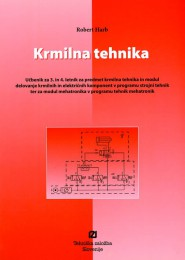 Robert Harb
Krmilna tehnika
Učbenik za 3. in 4. letnik za predmet krmilna tehnika in modul
delovanje krmilnih in električnih komponent v programu strojni tehnik
ter za modul mehatronika v programu tehnik mehatronik
Tehniška založba
Slovenije